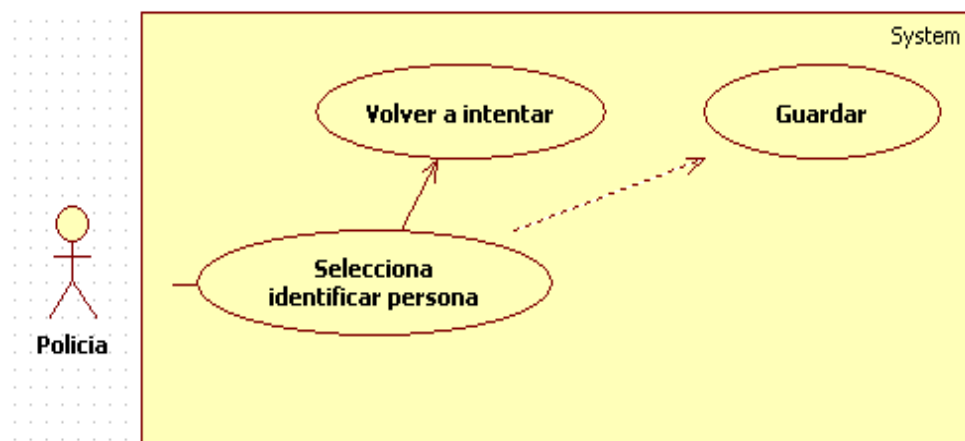 System
Volver a intentar
Guardar
Selecciona
identificar persona
Policia